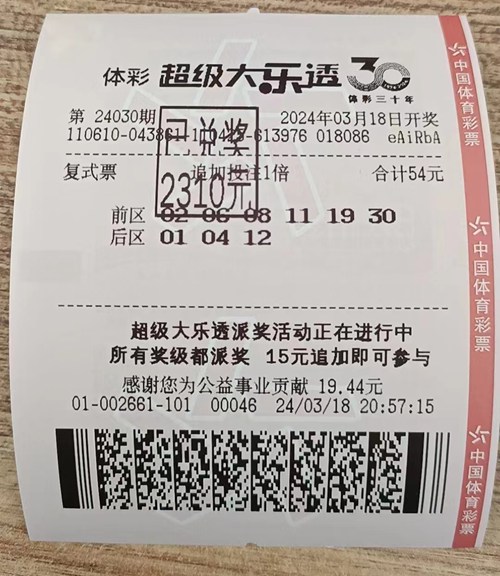 体彩 超级大乐透 30
体彩三十年
第 24030期 2024年03月18日开奖
018086 eAiRbA
已兑奖
2310元
复式票 追加投注1倍 合计54元
前区 02 06 08 11 19 30
后区 01 04 12
超级大乐透派奖活动正在进行中
所有奖级都派奖 15元追加即可参与
感谢您为公益事业贡献 19.44元
01-002661-101 00046 24/03/18 20:57:15
中国体育彩票
中国体育彩票
中国体育彩票